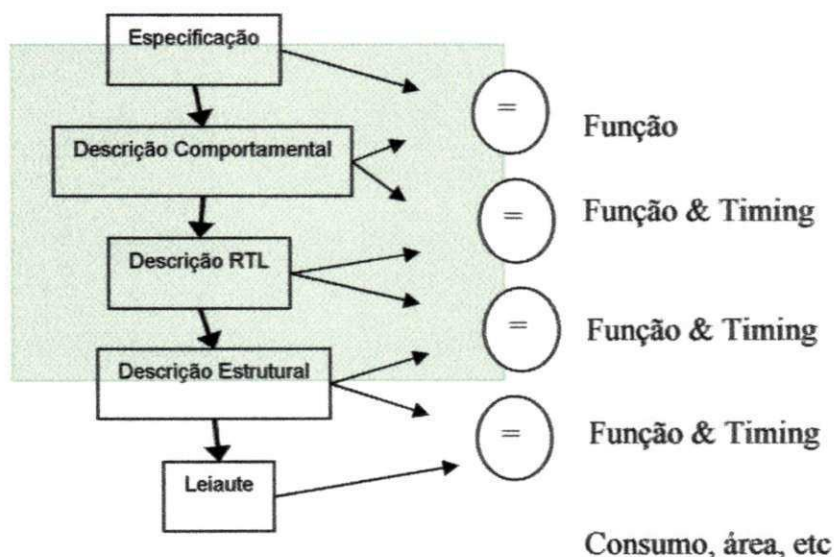 Especificação
=
Função
Descrição Comportamental
=
Função & Timing
Descrição RTL
=
Função & Timing
Descrição Estrutural
=
Função & Timing
Leiaute
Consumo, área, etc